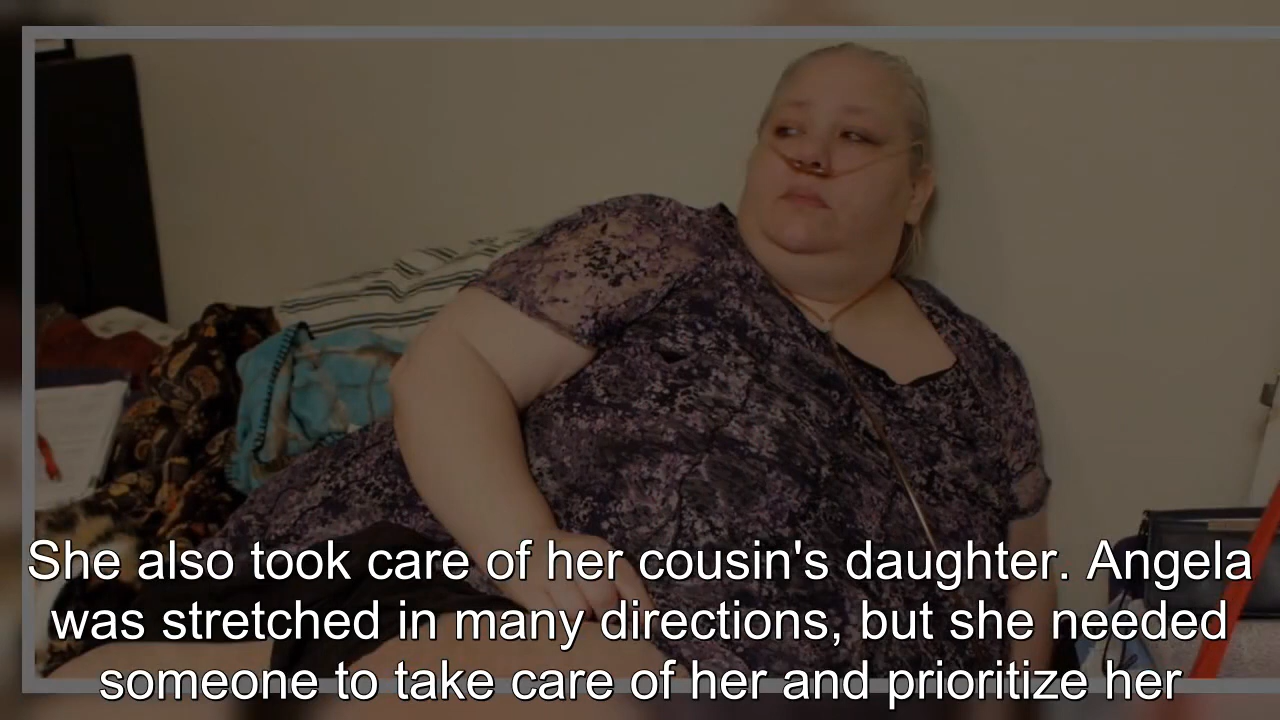 She also took care of her cousin's daughter. Angela
was stretched in many directions, but she needed
someone to take care of her and prioritize her